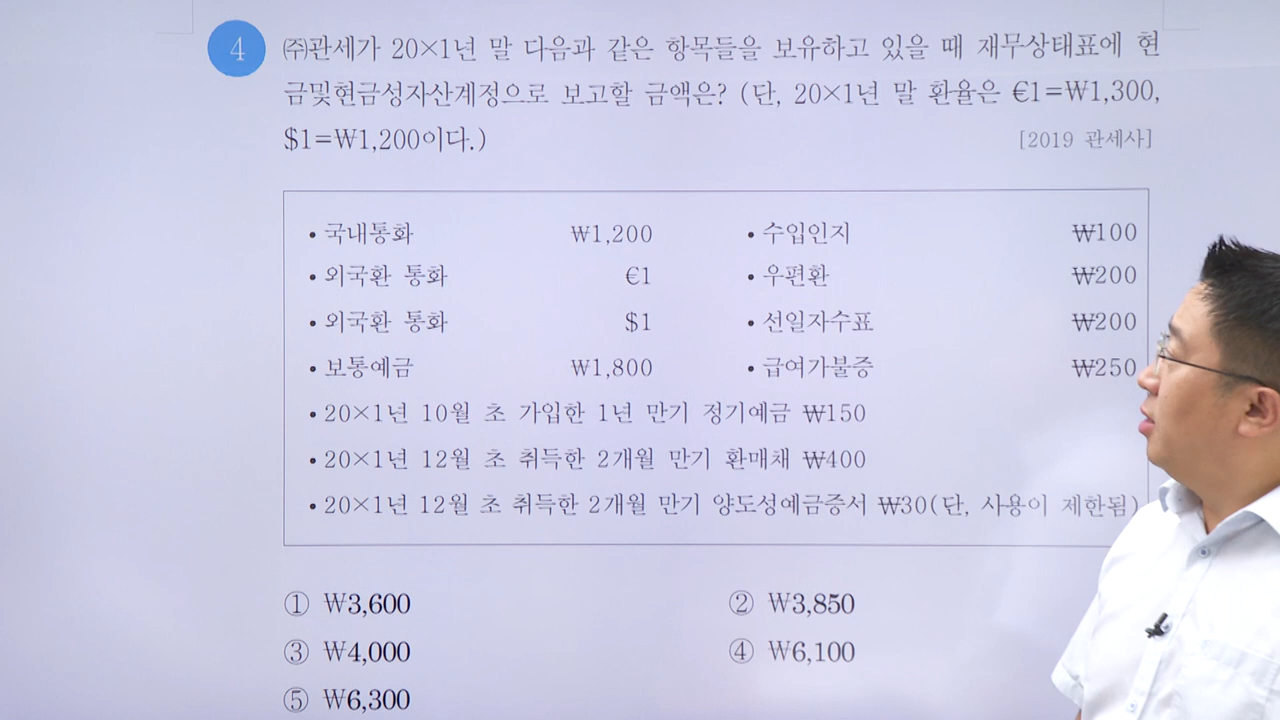 4
㈜관세가 20×1년 말 다음과 같은 항목들을 보유하고 있을 때 재무상태표에 현
금및현금성자산계정으로 보고할 금액은? (단, 20×1년 말 환율은 €1=₩1,300,
$1=₩1,200이다.)
[2019 관세사]
• 국내통화 ₩1,200 • 수입인지 ₩100
• 외국환 통화 €1 • 우편환 ₩200
• 외국환 통화 $1 • 선일자수표 ₩200
• 보통예금 ₩1,800 • 급여가불증 ₩250
• 20×1년 10월 초 가입한 1년 만기 정기예금 ₩150
• 20×1년 12월 초 취득한 2개월 만기 환매채 ₩400
• 20×1년 12월 초 취득한 2개월 만기 양도성예금증서 ₩30(단, 사용이 제한됨)
① ₩3,600 ② ₩3,850
③ ₩4,000 ④ ₩6,100
⑤ ₩6,300